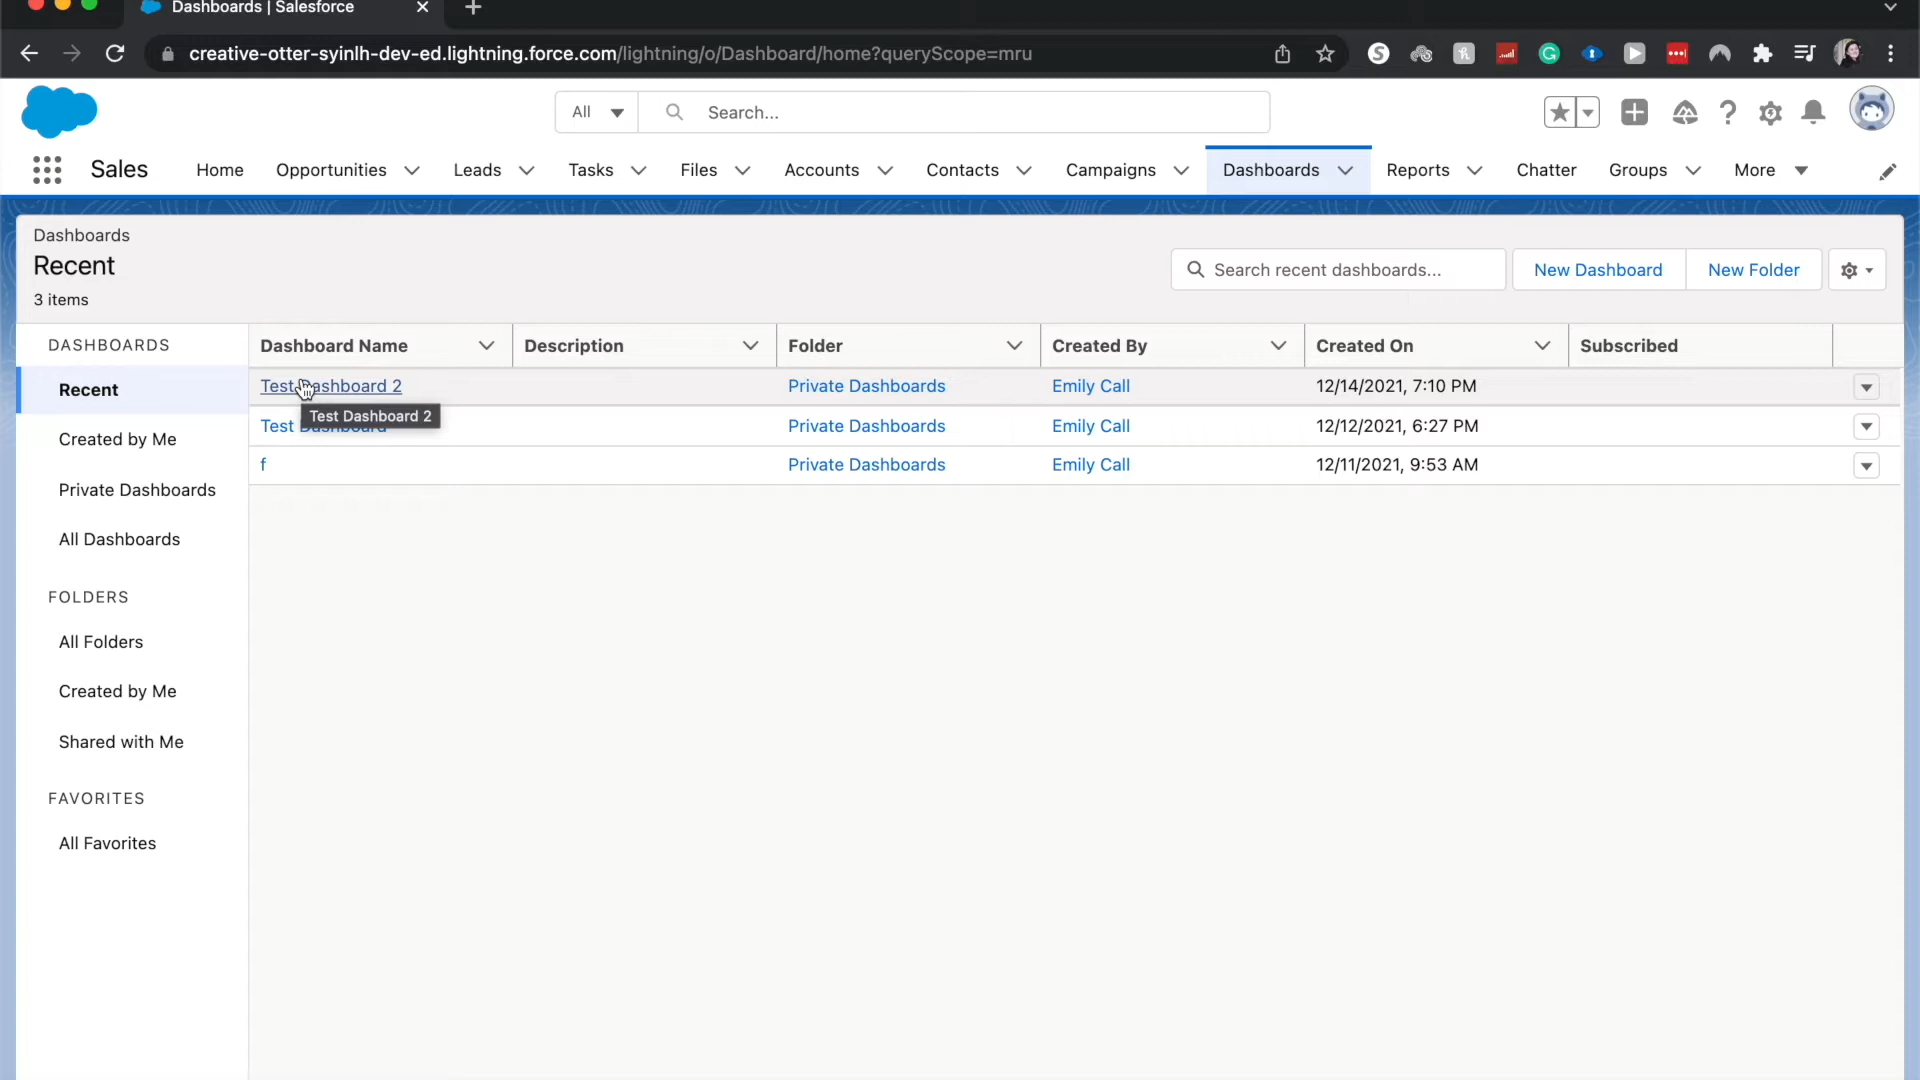 Dashboards | Salesforce
creative-otter-syinlh-dev-ed.lightning.force.com/lightning/o/Dashboard/home?queryScope=mru
All Search...
Sales Home Opportunities Leads Tasks Files Accounts Contacts Campaigns Dashboards Reports Chatter Groups More
Dashboards
Recent
3 items
Search recent dashboards... New Dashboard New Folder
DASHBOARDS
Recent
Created by Me
Private Dashboards
All Dashboards
FOLDERS
All Folders
Created by Me
Shared with Me
FAVORITES
All Favorites
Dashboard Name Description Folder Created By Created On Subscribed
Test Dashboard 2 Private Dashboards Emily Call 12/14/2021, 7:10 PM
Test Dashboard 2
Test Dashboard Private Dashboards Emily Call 12/12/2021, 6:27 PM
f Private Dashboards Emily Call 12/11/2021, 9:53 AM